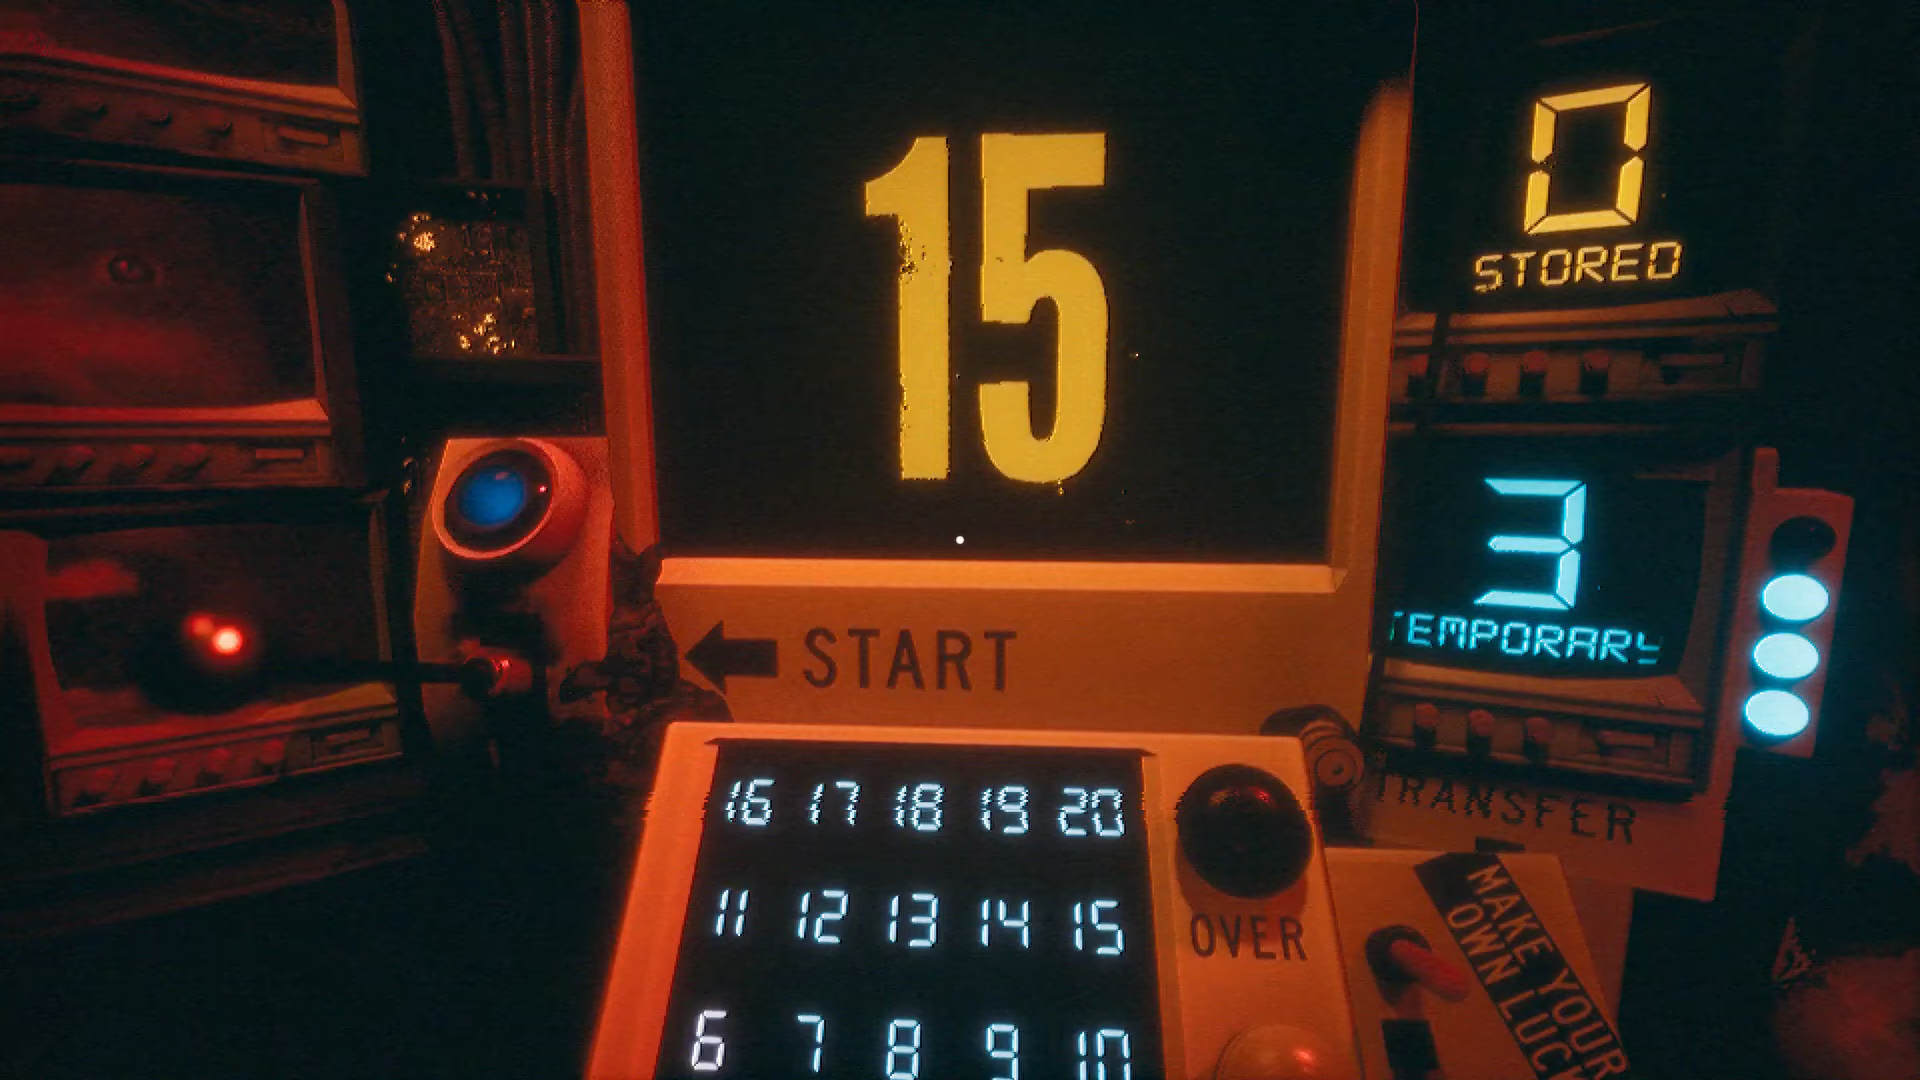 15
0
STORED
3
TEMPORARY
START
TRANSFER
16 17 18 19 20
11 12 13 14 15
6 7 8 9 10
OVER
MAKE YOUR
OWN LUCK